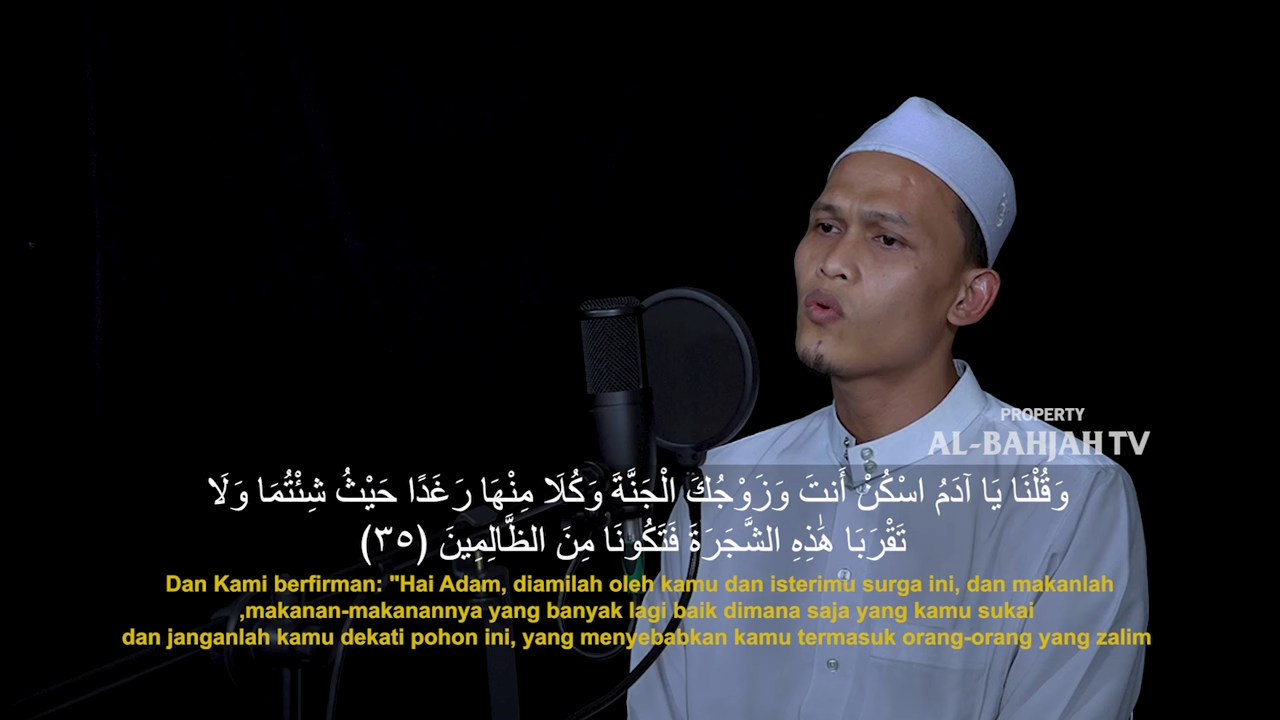 PROPERTY
AL-BAHJAH TV
وَقُلْنَا يَا آدَمُ اسْكُنْ أَنتَ وَزَوْجُكَ الْجَنَّةَ وَكُلَا مِنْهَا رَغَدًا حَيْثُ شِئْتُمَا وَلَا
تَقْرَبَا هَٰذِهِ الشَّجَرَةَ فَتَكُونَا مِنَ الظَّالِمِينَ (٣٥)
Dan Kami berfirman: "Hai Adam, diamilah oleh kamu dan isterimu surga ini, dan makanlah
,makanan-makanannya yang banyak lagi baik dimana saja yang kamu sukai
dan janganlah kamu dekati pohon ini, yang menyebabkan kamu termasuk orang-orang yang zalim